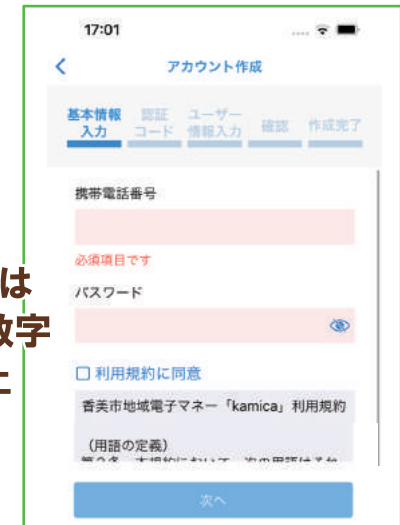 17:01
アカウント作成
基本情報
入力
認証
コード
ユーザー
情報入力
確認
作成完了
携帯電話番号
必須項目です
は
パスワード
数字
利用規約に同意
香美市地域電子マネー「kamica」利用規約
(用語の定義)
次へ